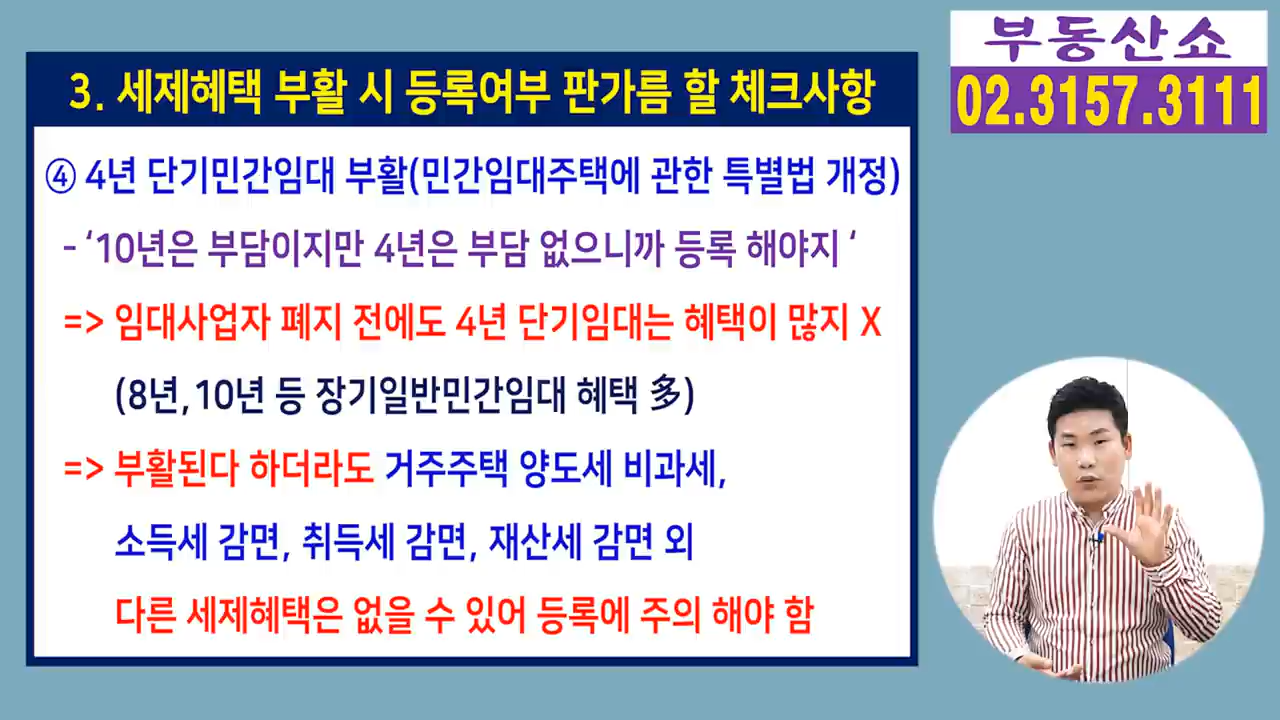 부동산쇼
02.3157.3111
3. 세제혜택 부활 시 등록여부 판가름 할 체크사항
④ 4년 단기민간임대 부활(민간임대주택에 관한 특별법 개정)
- ‘10년은 부담이지만 4년은 부담 없으니까 등록 해야지 ‘
=> 임대사업자 폐지 전에도 4년 단기임대는 혜택이 많지 X
(8년,10년 등 장기일반민간임대 혜택 多)
=> 부활된다 하더라도 거주주택 양도세 비과세,
소득세 감면, 취득세 감면, 재산세 감면 외
다른 세제혜택은 없을 수 있어 등록에 주의 해야 함